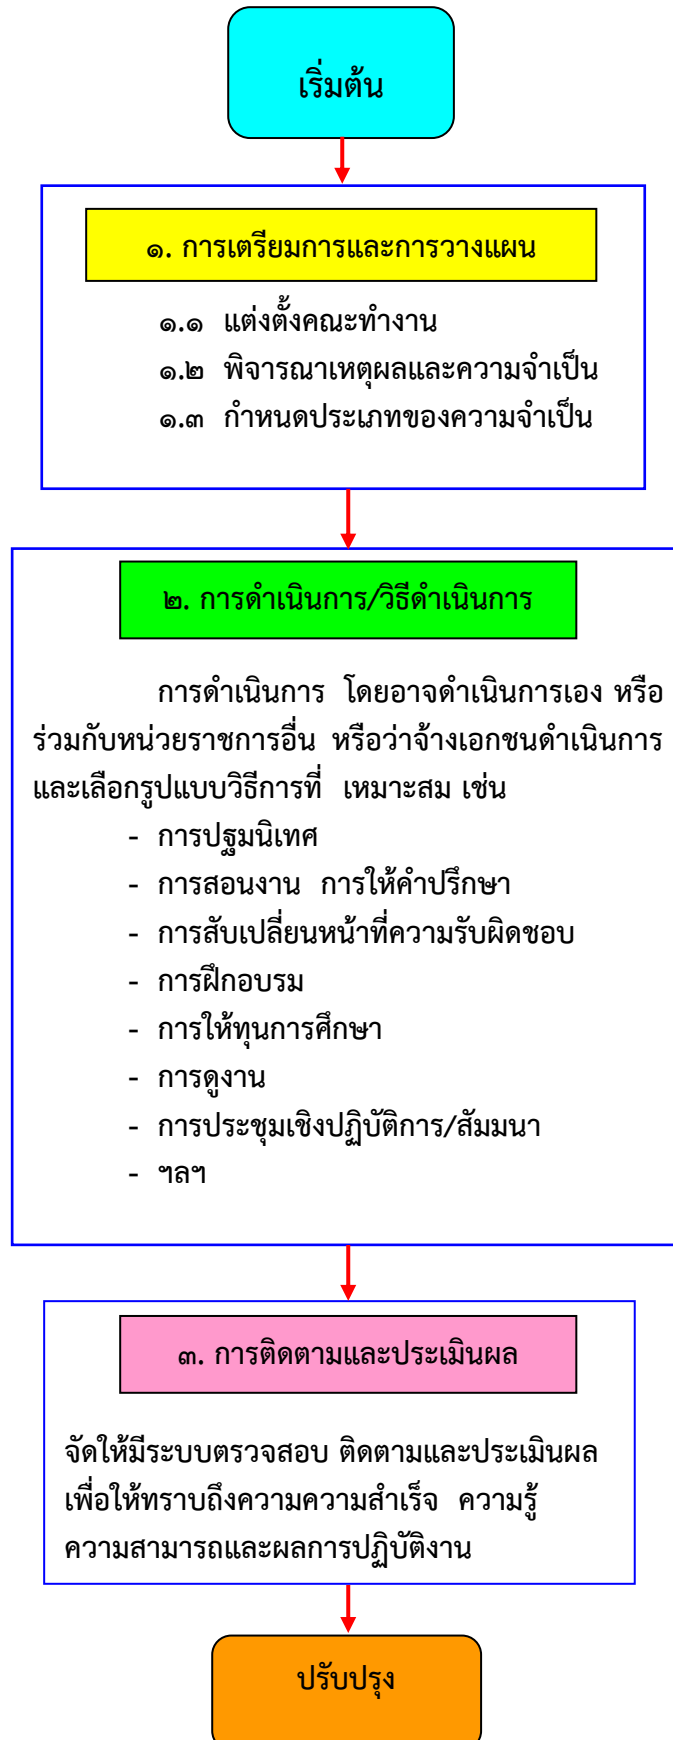 เริ่มต้น
๑. การเตรียมการและการวางแผน
๑.๑ แต่งตั้งคณะทำงาน
๑.๒ พิจารณาเหตุผลและความจำเป็น
๑.๓ กำหนดประเภทของความจำเป็น
๒. การดำเนินการ/วิธีดำเนินการ
การดำเนินการ โดยอาจดำเนินการเอง หรือ
ร่วมกับหน่วยราชการอื่น หรือว่าจ้างเอกชนดำเนินการ
และเลือกรูปแบบวิธีการที่ เหมาะสม เช่น
- การปฐมนิเทศ
- การสอนงาน การให้คำปรึกษา
- การสับเปลี่ยนหน้าที่ความรับผิดชอบ
- การฝึกอบรม
- การให้ทุนการศึกษา
- การดูงาน
- การประชุมเชิงปฏิบัติการ/สัมมนา
- ฯลฯ
๓. การติดตามและประเมินผล
จัดให้มีระบบตรวจสอบ ติดตามและประเมินผล
เพื่อให้ทราบถึงความความสำเร็จ ความรู้
ความสามารถและผลการปฏิบัติงาน
ปรับปรุง